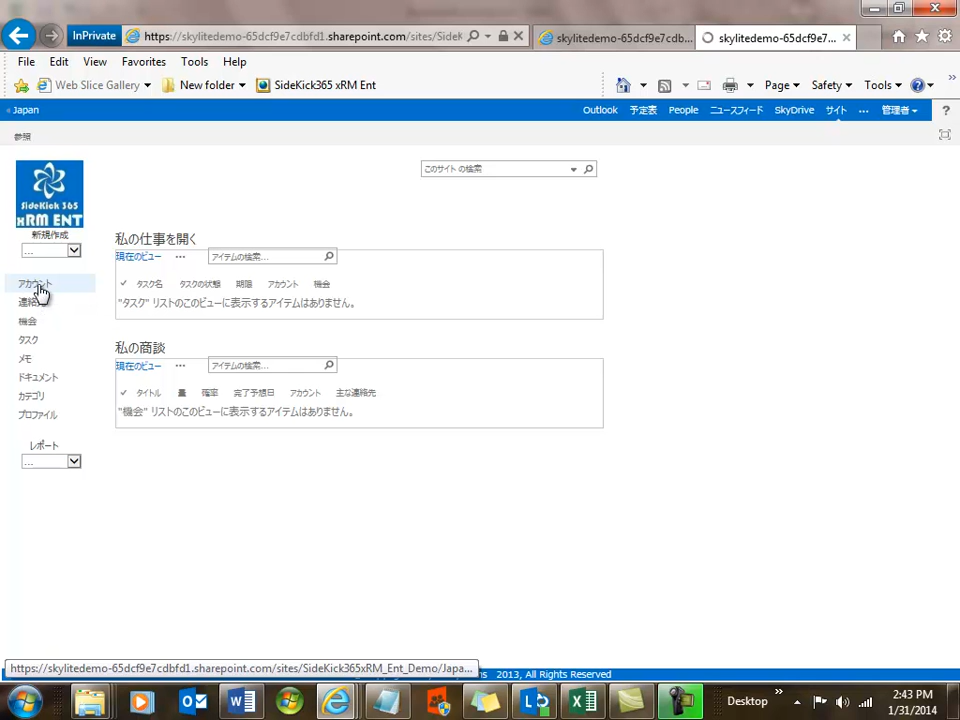 InPrivate
https://skylitedemo-65dcf9e7cdbfd1.sharepoint.com/sites/SideK
skylitedemo-65dcf9e7cdb...
skylitedemo-65dcf9e7...
File Edit View Favorites Tools Help
Web Slice Gallery New folder SideKick365 xRM Ent
Page Safety Tools
Japan
Outlook 予定表 People ニュースフィード SkyDrive サイト ... 管理者 ?
参照
SideKick 365
xRM ENT
このサイト の検索
新規作成
...
アカウント
機会
タスク
メモ
ドキュメント
カテゴリ
プロファイル
レポート
...
私の仕事を開く
現在のビュー ... アイテムの検索...
タスク名 タスクの状態 期限 アカウント 機会
"タスク" リストのこのビューに表示するアイテムはありません。
私の商談
現在のビュー ... アイテムの検索...
タイトル 量 確率 完了予想日 アカウント 主な連絡先
"機会" リストのこのビューに表示するアイテムはありません。
https://skylitedemo-65dcf9e7cdbfd1.sharepoint.com/sites/SideKick365xRM_Ent_Demo/Japa...
2013, All Rights Reserved
Desktop
2:43 PM
1/31/2014